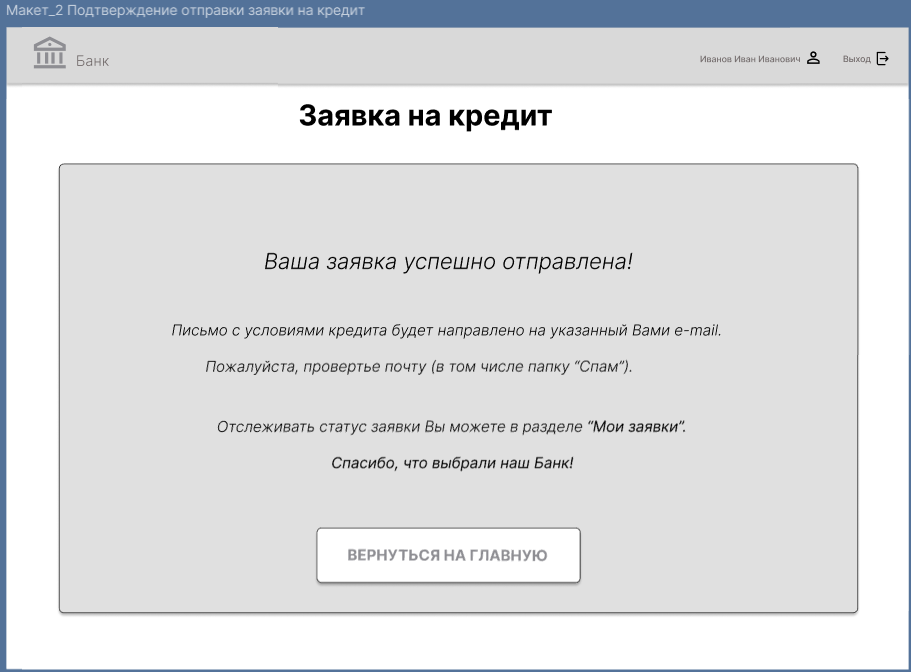 Макет_2 Подтверждение отправки заявки на кредит
Банк
Иванов Иван Иванович
Выход
Заявка на кредит
Ваша заявка успешно отправлена!
Письмо с условиями кредита будет направлено на указанный Вами e-mail.
Пожалуйста, провертье почту (в том числе папку “Спам”).
Отслеживать статус заявки Вы можете в разделе “Мои заявки”.
Спасибо, что выбрали наш Банк!
ВЕРНУТЬСЯ НА ГЛАВНУЮ